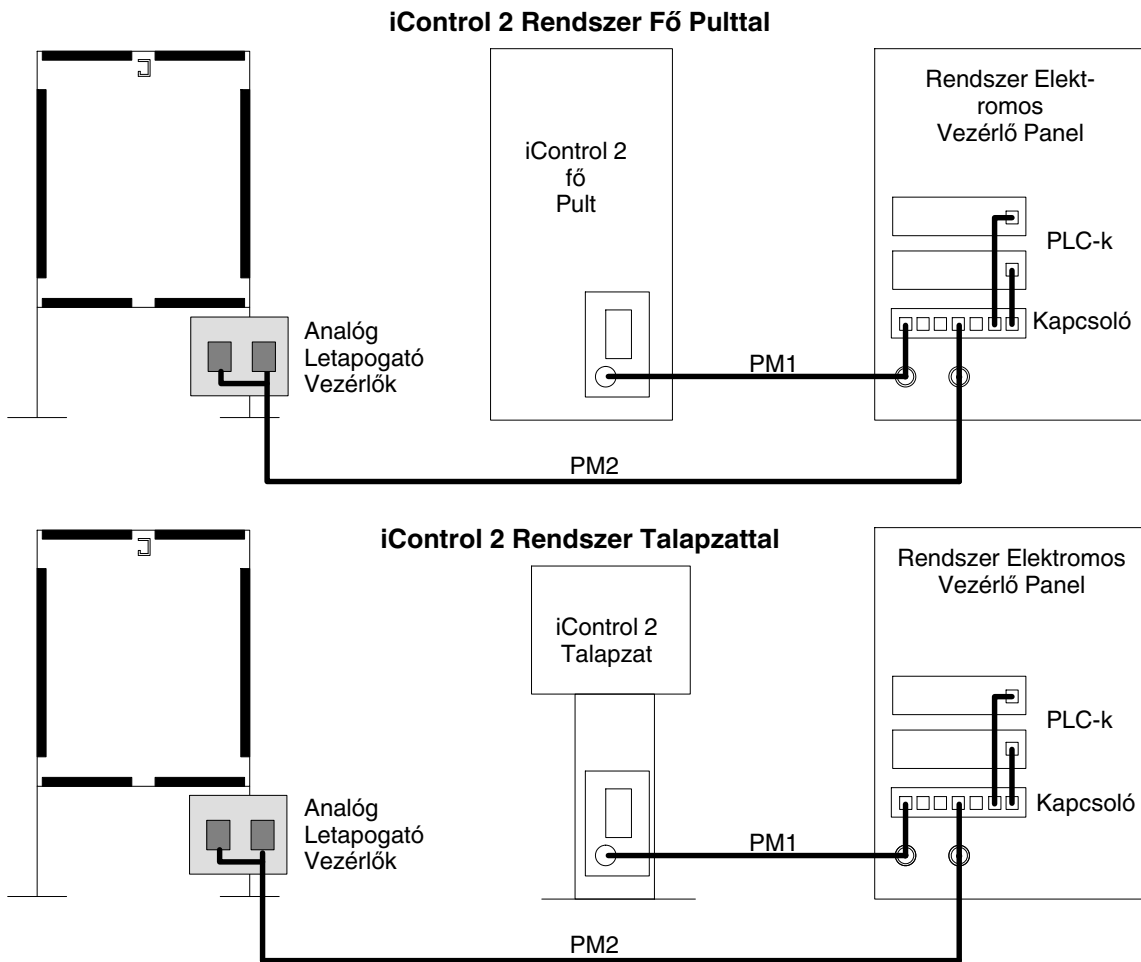 iControl 2 Rendszer Fő Pulttal
iControl 2
fő
Pult
Rendszer Elekt-
romos
Vezérlő Panel
PLC-k
Kapcsoló
Analóg
Letapogató
Vezérlők
PM1
PM2
iControl 2 Rendszer Talapzattal
iControl 2
Talapzat
Rendszer Elektromos
Vezérlő Panel
PLC-k
Kapcsoló
Analóg
Letapogató
Vezérlők
PM1
PM2